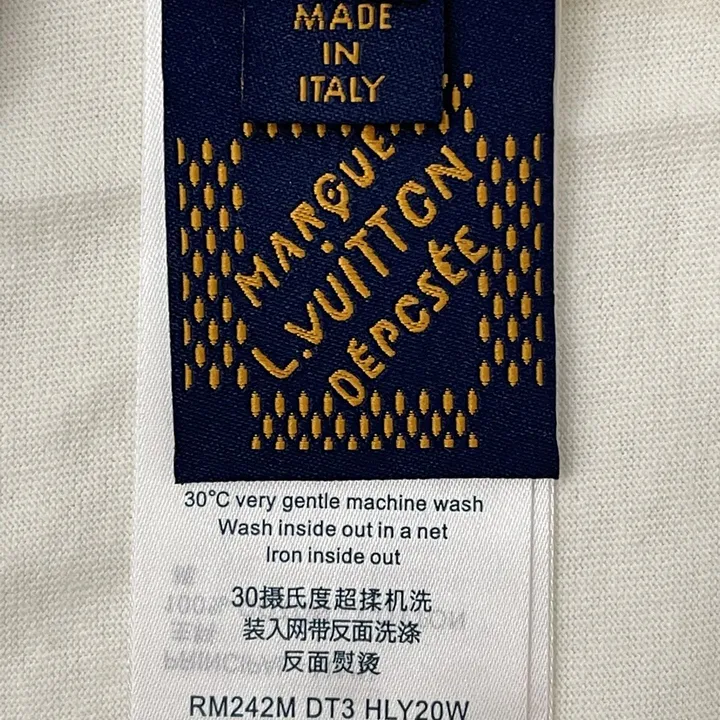 MADE
IN
ITALY
MARQUE
L.VUITTON
DÉPOSÉE
30°C very gentle machine wash
Wash inside out in a net
Iron inside out
30摄氏度超揉机洗
装入网带反面洗涤
反面熨烫
RM242M DT3 HLY20W